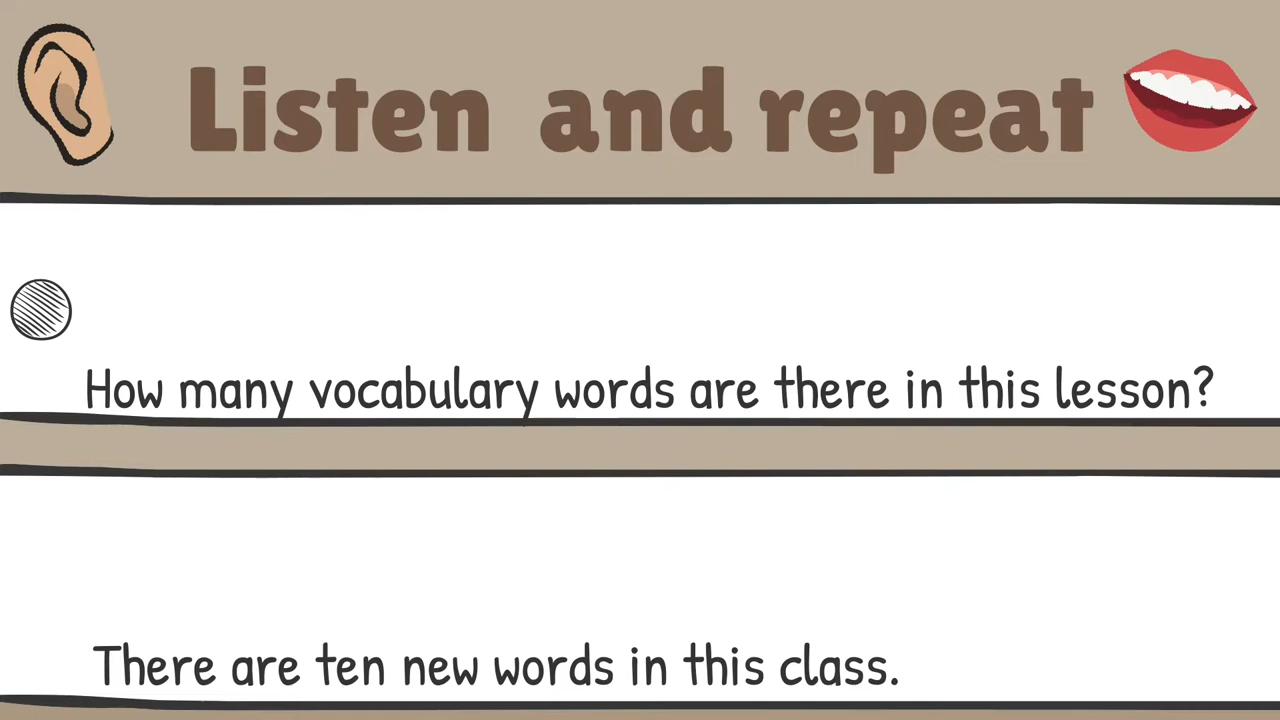 Listen and repeat
How many vocabulary words are there in this lesson?
There are ten new words in this class.